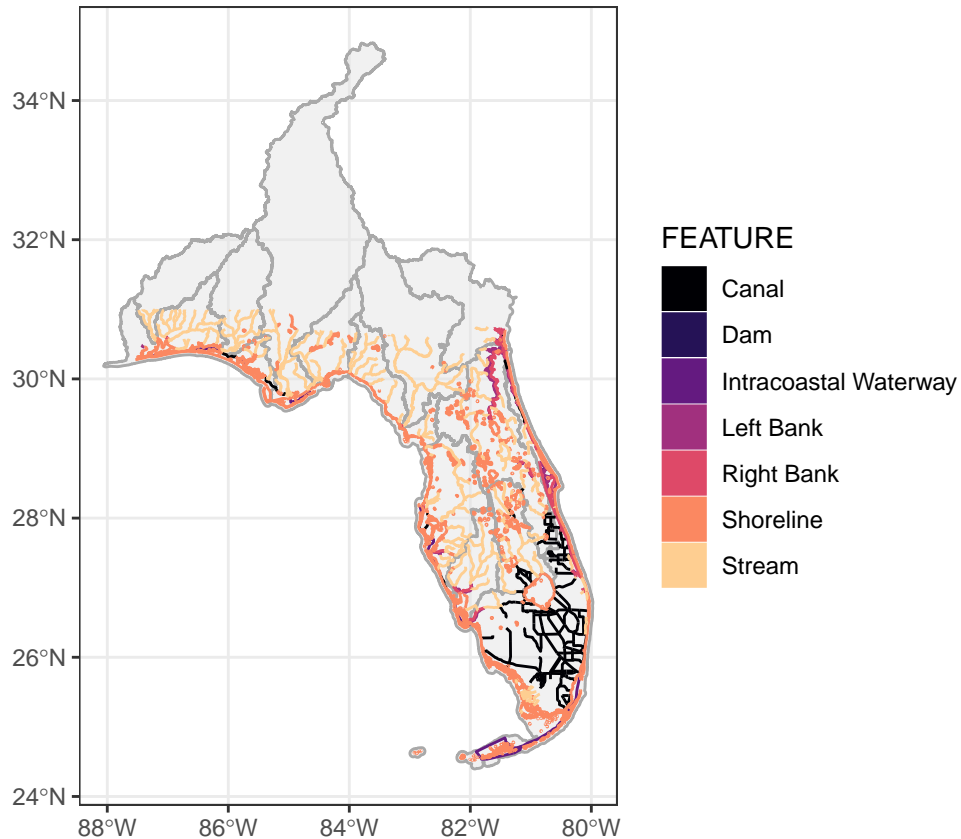 34°N
32°N
30°N
28°N
26°N
24°N
88°W 86°W 84°W 82°W 80°W
FEATURE
Canal
Dam
Intracoastal Waterway
Left Bank
Right Bank
Shoreline
Stream